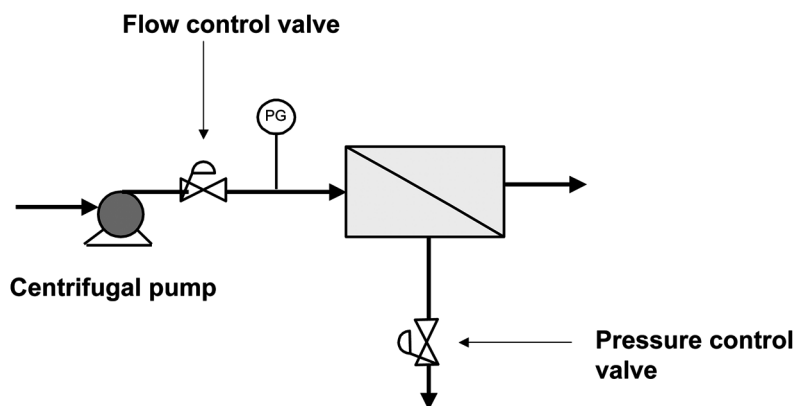 Flow control valve
PG
Centrifugal pump
Pressure control
valve